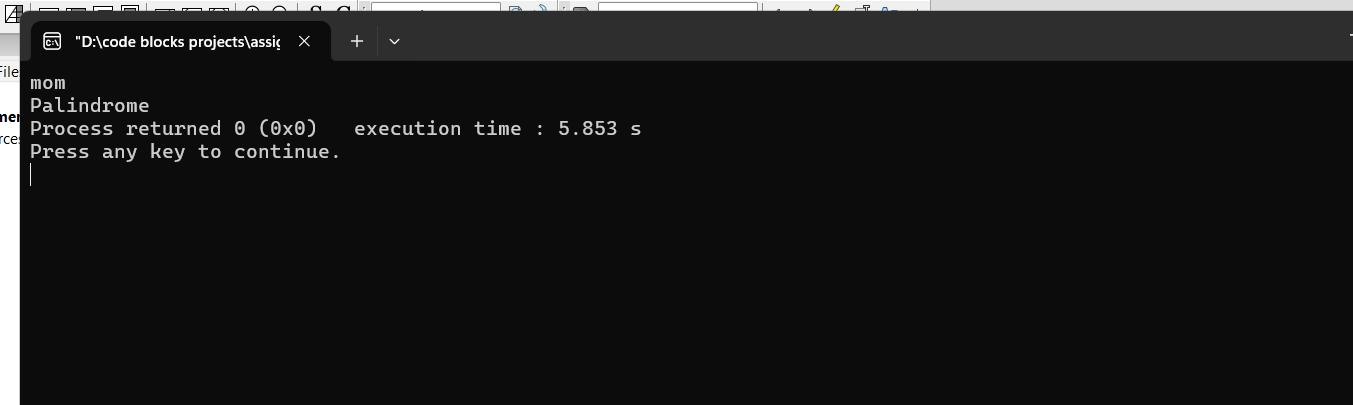 "D:\code blocks projects\assig
File
mom
Palindrome
Process returned 0 (0x0)   execution time : 5.853 s
Press any key to continue.